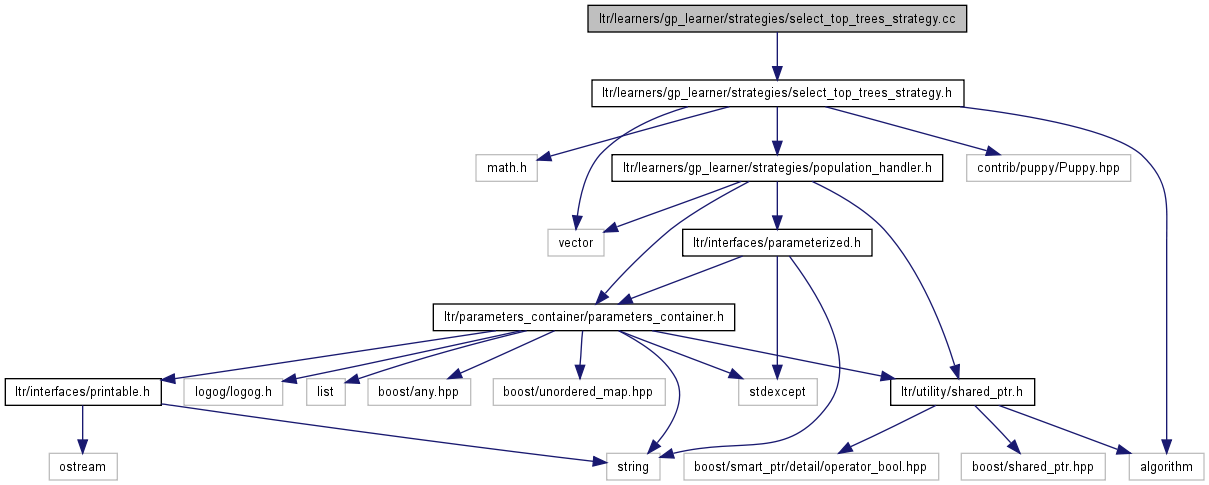 ltr/learners/gp_learner/strategies/select_top_trees_strategy.cc
ltr/learners/gp_learner/strategies/select_top_trees_strategy.h
math.h
ltr/learners/gp_learner/strategies/population_handler.h
contrib/puppy/Puppy.hpp
vector
ltr/interfaces/parameterized.h
ltr/parameters_container/parameters_container.h
ltr/interfaces/printable.h
logog/logog.h
list
boost/any.hpp
boost/unordered_map.hpp
stdexcept
ltr/utility/shared_ptr.h
ostream
string
boost/smart_ptr/detail/operator_bool.hpp
boost/shared_ptr.hpp
algorithm